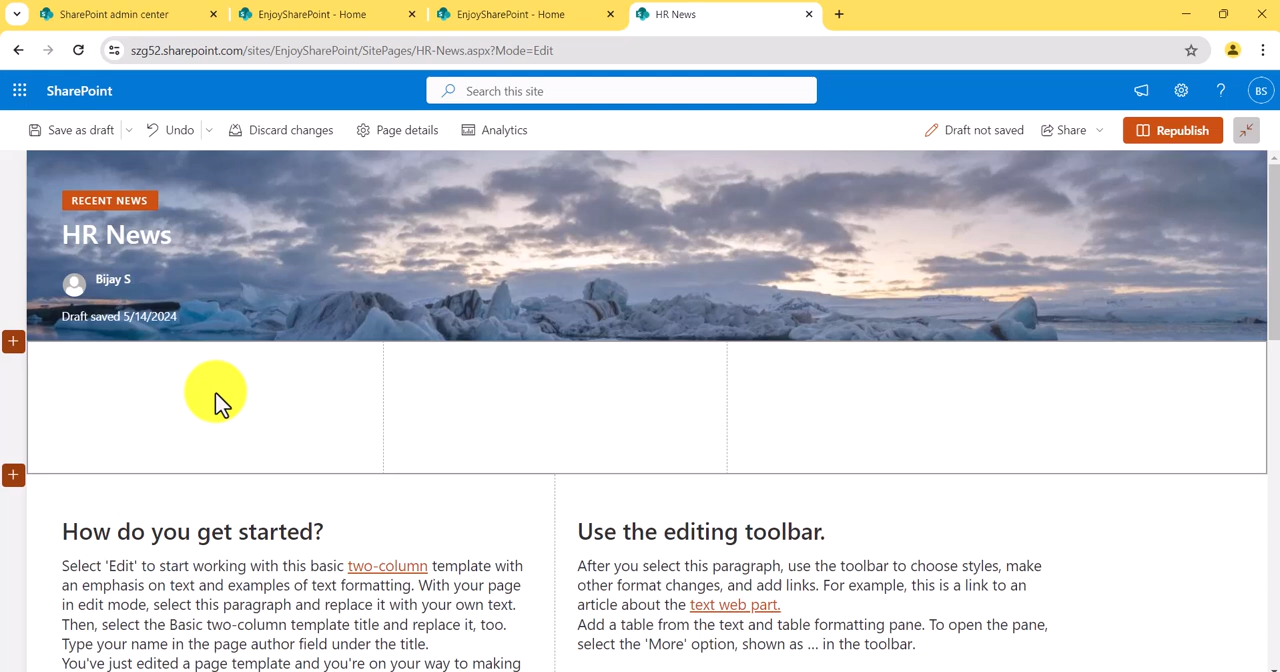 SharePoint admin center
EnjoySharePoint - Home
EnjoySharePoint - Home
HR News
szg52.sharepoint.com/sites/EnjoySharePoint/SitePages/HR-News.aspx?Mode=Edit
SharePoint
Search this site
BS
Save as draft
Undo
Discard changes
Page details
Analytics
Draft not saved
Share
Republish
RECENT NEWS
HR News
Bijay S
Draft saved 5/14/2024
How do you get started?
Select 'Edit' to start working with this basic two-column template with
an emphasis on text and examples of text formatting. With your page
in edit mode, select this paragraph and replace it with your own text.
Then, select the Basic two-column template title and replace it, too.
Type your name in the page author field under the title.
You've just edited a page template and you're on your way to making
Use the editing toolbar.
After you select this paragraph, use the toolbar to choose styles, make
other format changes, and add links. For example, this is a link to an
article about the text web part.
Add a table from the text and table formatting pane. To open the pane,
select the 'More' option, shown as ... in the toolbar.